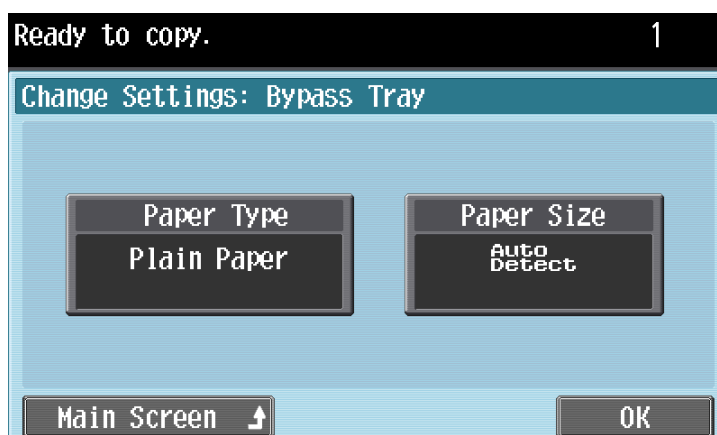 Ready to copy. 1
Change Settings: Bypass Tray
Paper Type
Plain Paper
Paper Size
Auto
Detect
Main Screen
OK